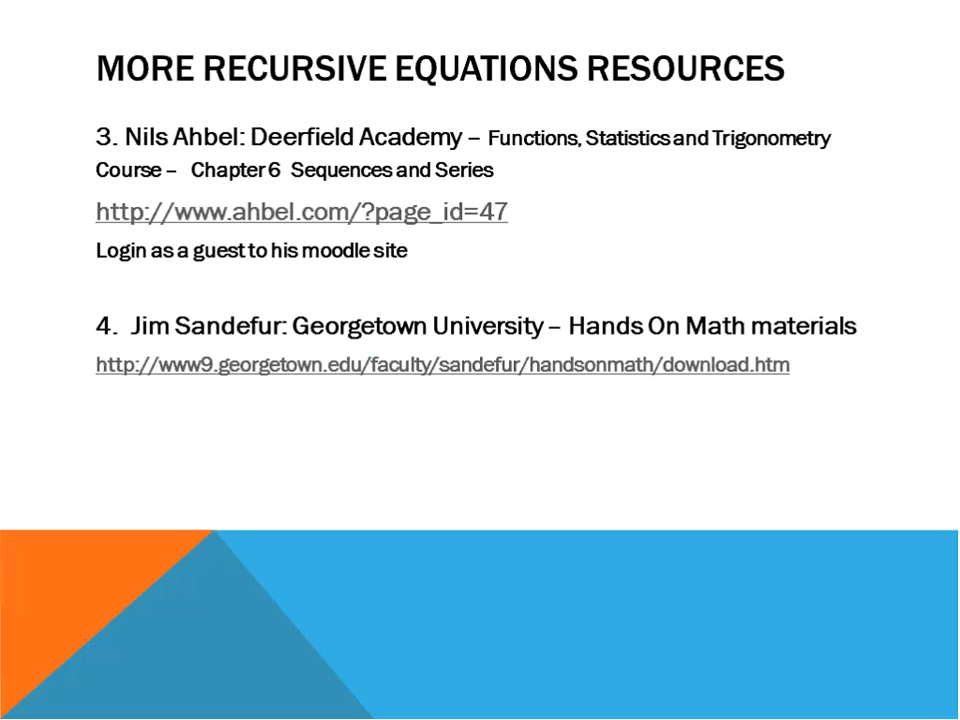 MORE RECURSIVE EQUATIONS RESOURCES
3. Nils Ahbel: Deerfield Academy – Functions, Statistics and Trigonometry
Course – Chapter 6 Sequences and Series
http://www.ahbel.com/?page_id=47
Login as a guest to his moodle site
4. Jim Sandefur: Georgetown University – Hands On Math materials
http://www9.georgetown.edu/faculty/sandefur/handsonmath/download.htm